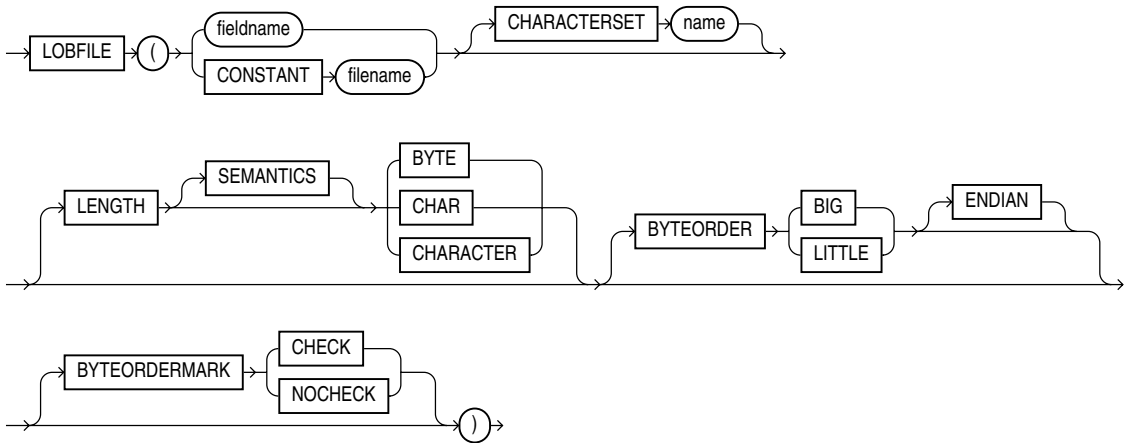 LOBFILE ( fieldname CHARACTERSET name
CONSTANT filename
LENGTH SEMANTICS BYTE BYTEORDER BIG ENDIAN
CHAR LITTLE
CHARACTER
BYTEORDERMARK CHECK
NOCHECK )